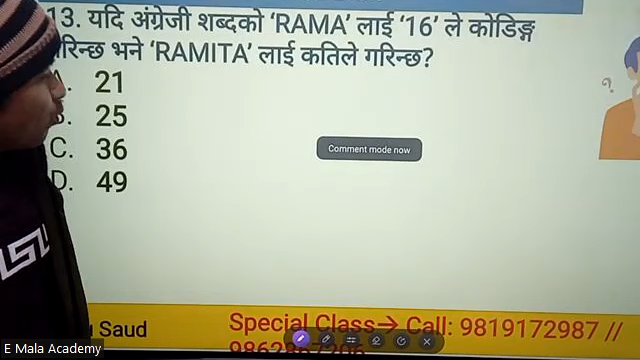 13. यदि अंग्रेजी शब्दको ‘RAMA’ लाई ‘16’ ले कोडिङ्ग
गरिन्छ भने ‘RAMITA’ लाई कतिले गरिन्छ?
A. 21
B. 25
C. 36
D. 49
Comment mode now
Saud
Special Class→ Call: 9819172987 //
E Mala Academy